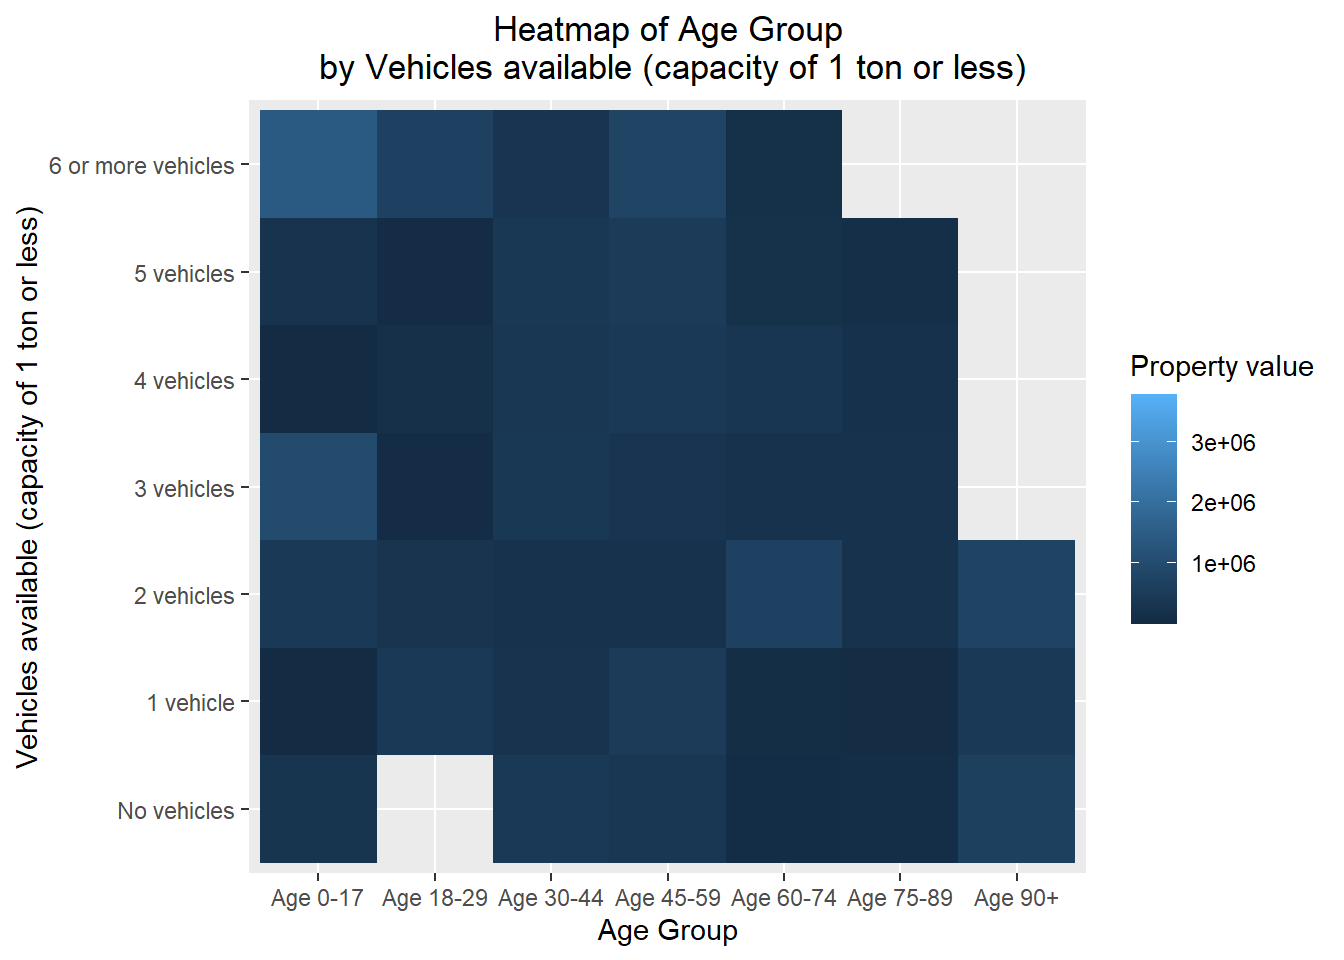 Heatmap of Age Group
by Vehicles available (capacity of 1 ton or less)
Vehicles available (capacity of 1 ton or less)
6 or more vehicles
5 vehicles
4 vehicles
3 vehicles
2 vehicles
1 vehicle
No vehicles
Age 0-17
Age 18-29
Age 30-44
Age 45-59
Age 60-74
Age 75-89
Age 90+
Age Group
Property value
3e+06
2e+06
1e+06